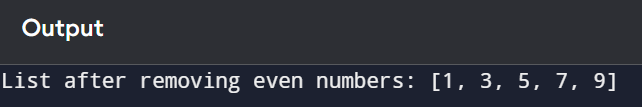 Output
List after removing even numbers: [1, 3, 5, 7, 9]